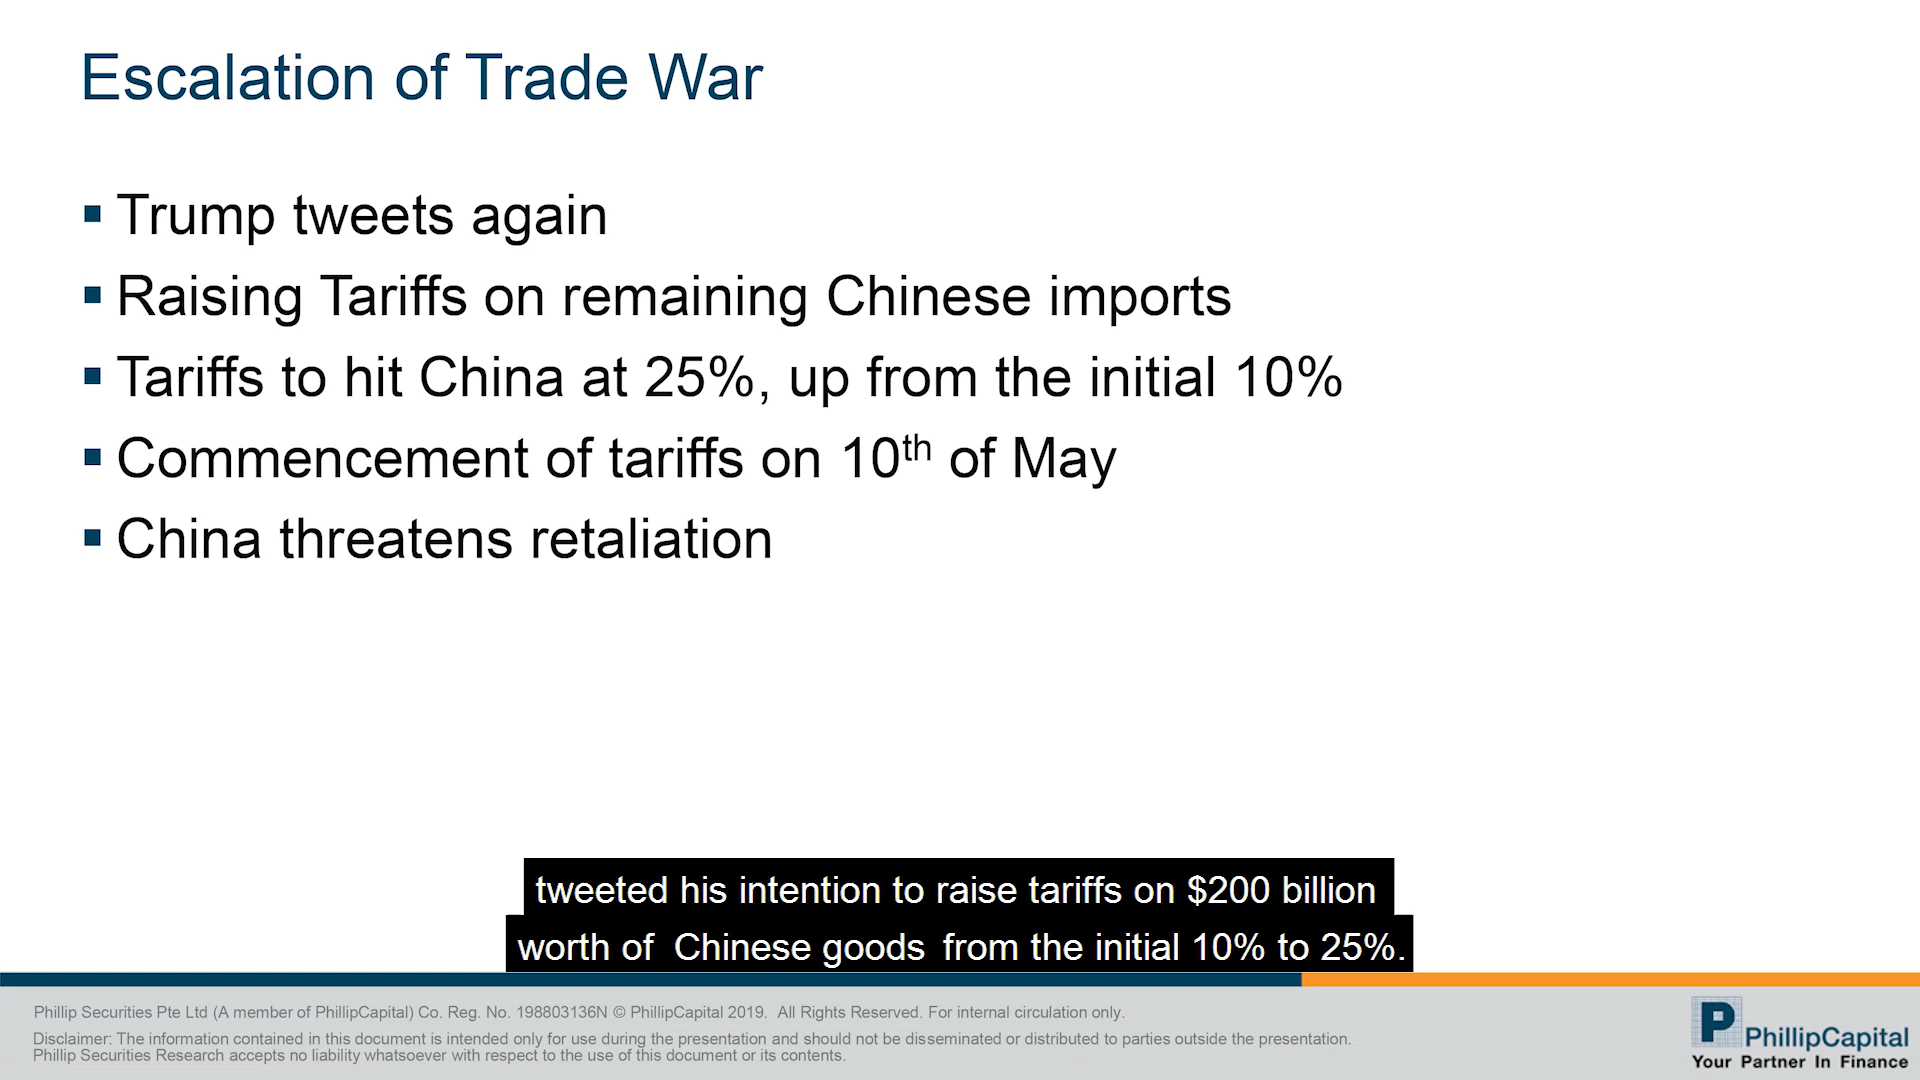 Escalation of Trade War
▪ Trump tweets again
▪ Raising Tariffs on remaining Chinese imports
▪ Tariffs to hit China at 25%, up from the initial 10%
▪ Commencement of tariffs on 10th of May
▪ China threatens retaliation
tweeted his intention to raise tariffs on $200 billion
worth of Chinese goods from the initial 10% to 25%.
Phillip Securities Pte Ltd (A member of PhillipCapital) Co. Reg. No. 198803136N © PhillipCapital 2019. All Rights Reserved. For internal circulation only.
Disclaimer: The information contained in this document is intended only for use during the presentation and should not be disseminated or distributed to parties outside the presentation.
Phillip Securities Research accepts no liability whatsoever with respect to the use of this document or its contents.
P PhillipCapital
Your Partner In Finance